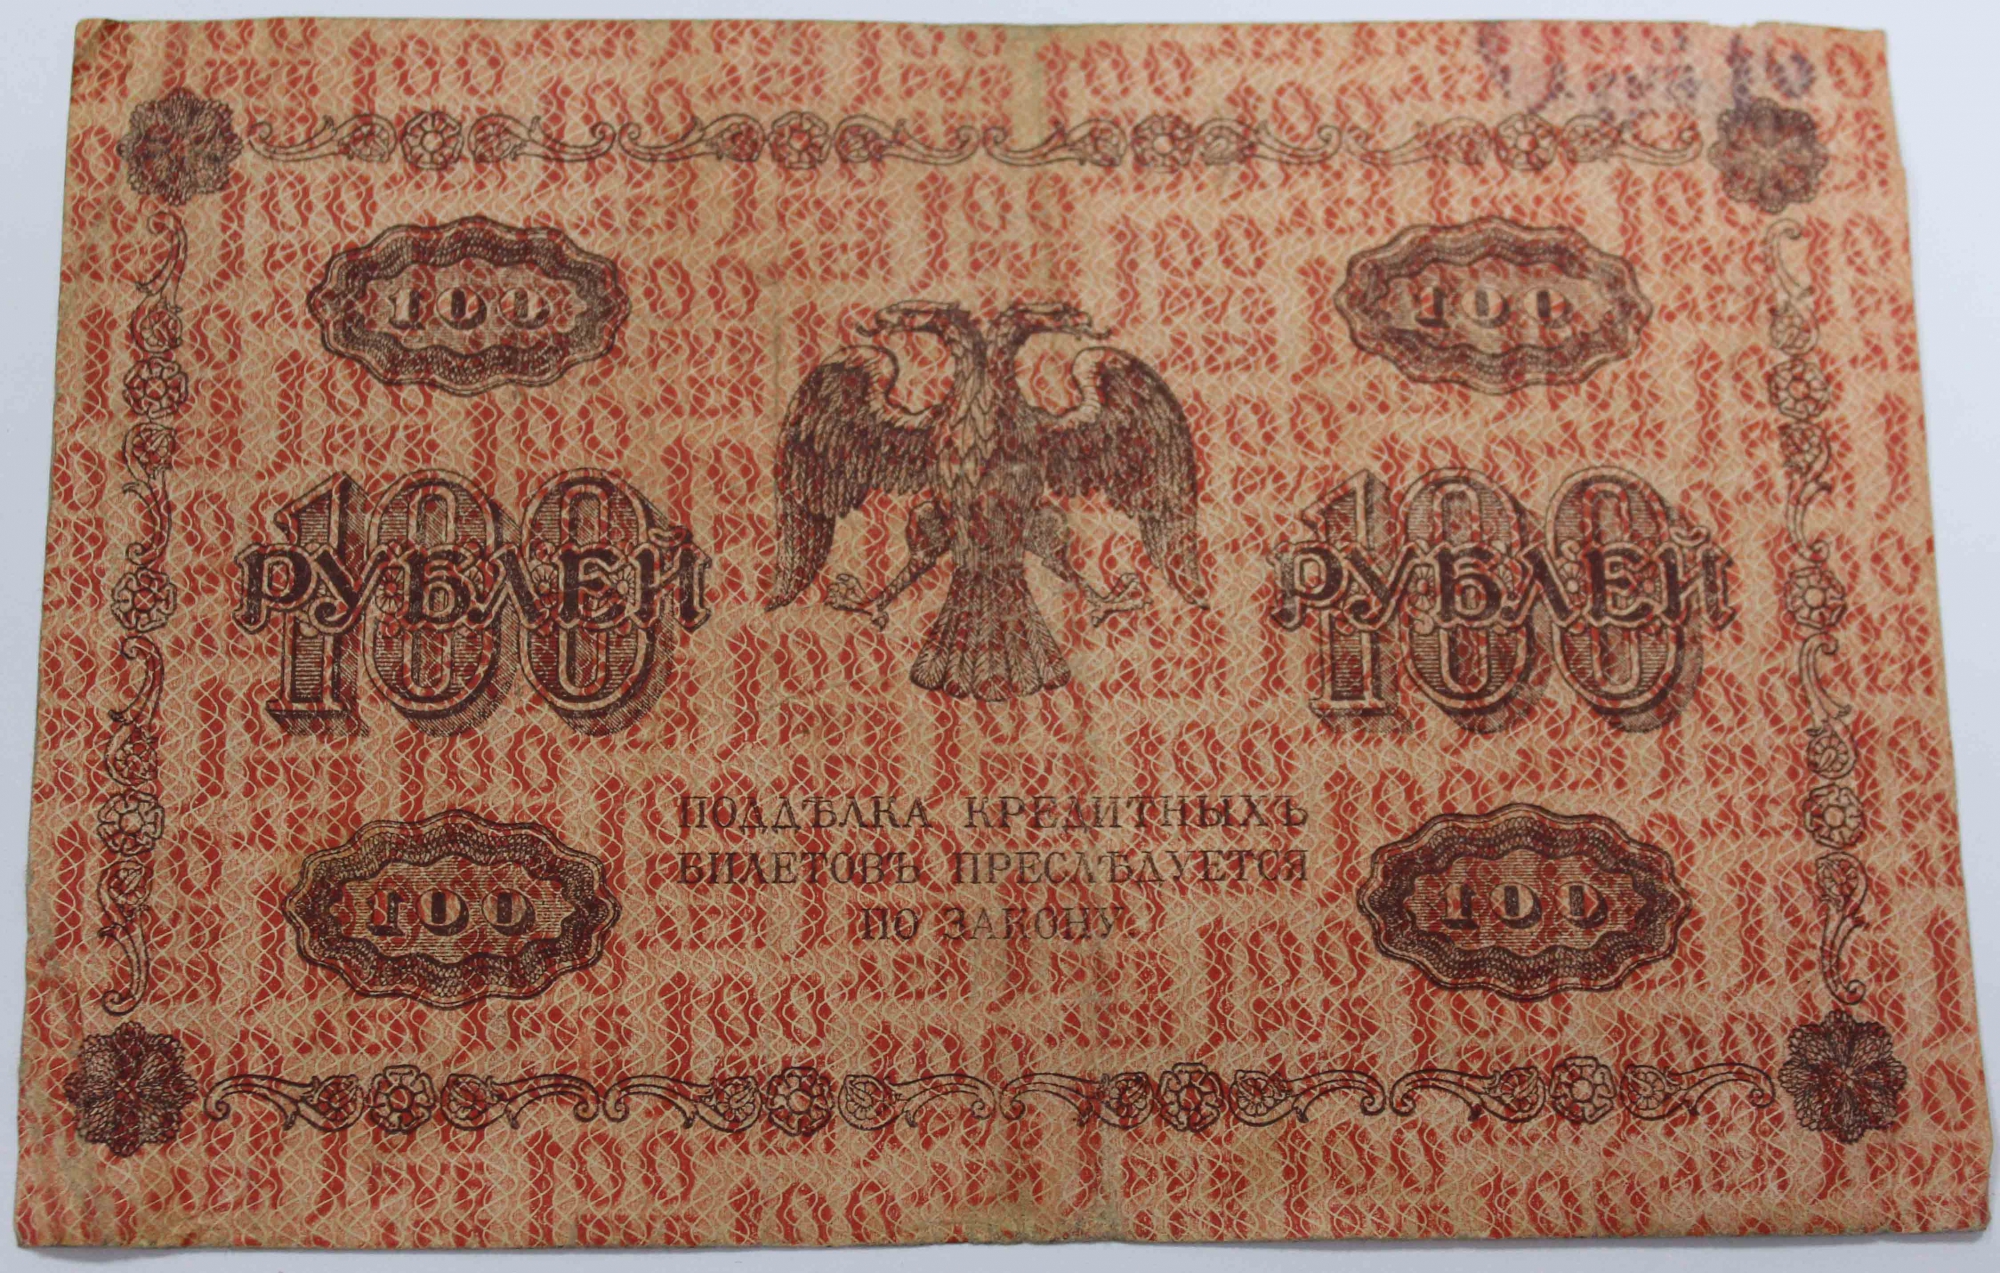 100 100
100 100
РУБЛЕЙ РУБЛЕЙ
ПОДДѢЛКА КРЕДИТНЫХЪ
БИЛЕТОВЪ ПРЕСЛѢДУЕТСЯ
ПО ЗАКОНУ.
100 100